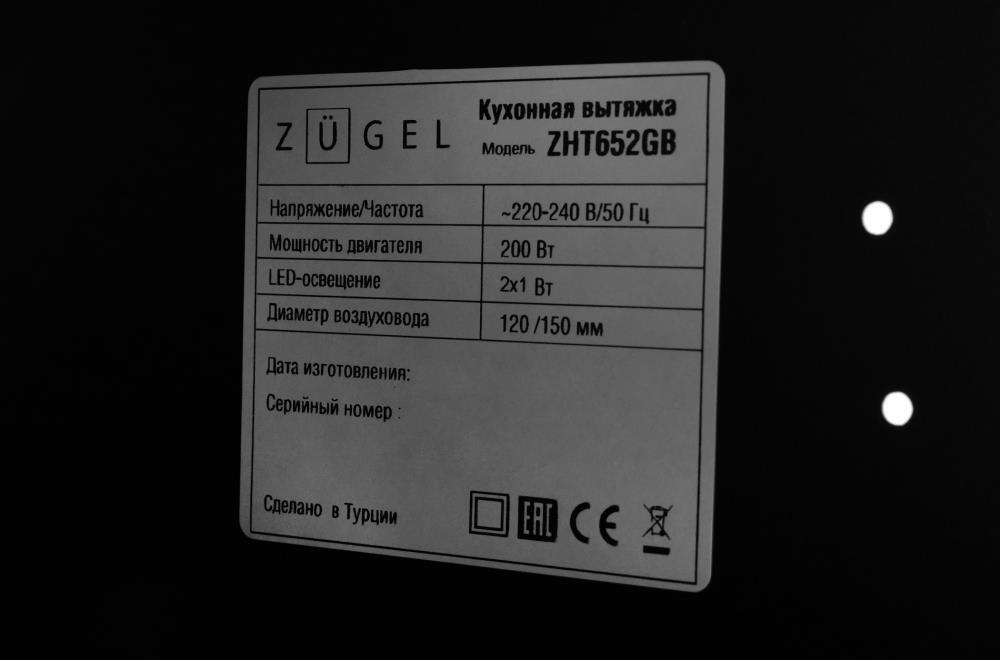 ZÜGEL
Кухонная вытяжка
Модель ZHT652GB
Напряжение/Частота ~220-240 В/50 Гц
Мощность двигателя 200 Вт
LED-освещение 2x1 Вт
Диаметр воздуховода 120 /150 мм
Дата изготовления:
Серийный номер :
Сделано в Турции
EAC CE